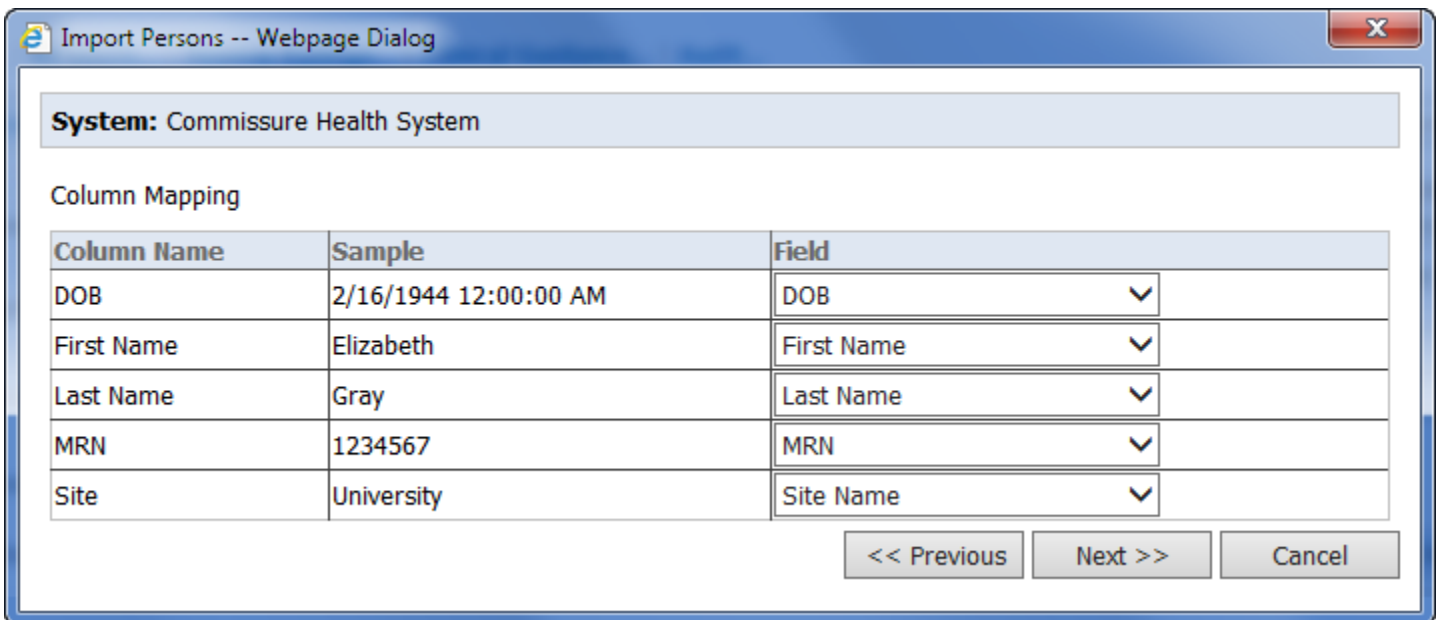 Import Persons -- Webpage Dialog
System: Commissure Health System
Column Mapping
Column Name Sample Field
DOB 2/16/1944 12:00:00 AM DOB
First Name Elizabeth First Name
Last Name Gray Last Name
MRN 1234567 MRN
Site University Site Name
<< Previous Next >> Cancel